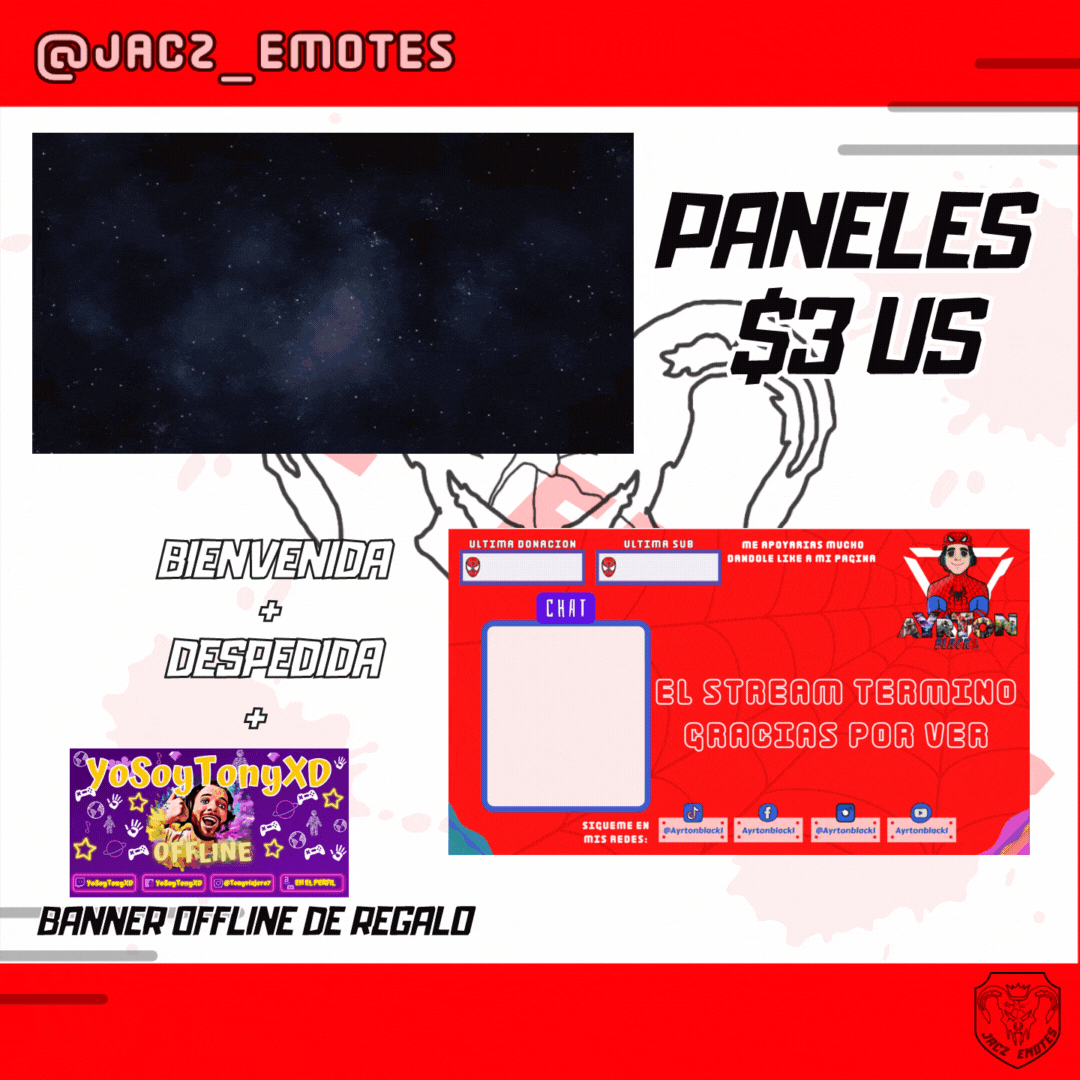 @JACZ_EMOTES
PANELES
$3 US
BIENVENIDA
+
DESPEDIDA
+
ULTIMA DONACION
ULTIMA SUB
ME APOYARIAS MUCHO
DANDOLE LIKE A MI PAGINA
CHAT
AYRTON
BLACK1
EL STREAM TERMINO
GRACIAS POR VER
SIGUEME EN
MIS REDES:
@Ayrtonblack1
Ayrtonblack1
@Ayrtonblack1
Ayrtonblack1
YoSoyTonyXD
OFFLINE
YoSoyTonyXD
YoSoyTonyXD
@Tonyviajero7
EN EL PERFIL
BANNER OFFLINE DE REGALO
JACZ EMOTES